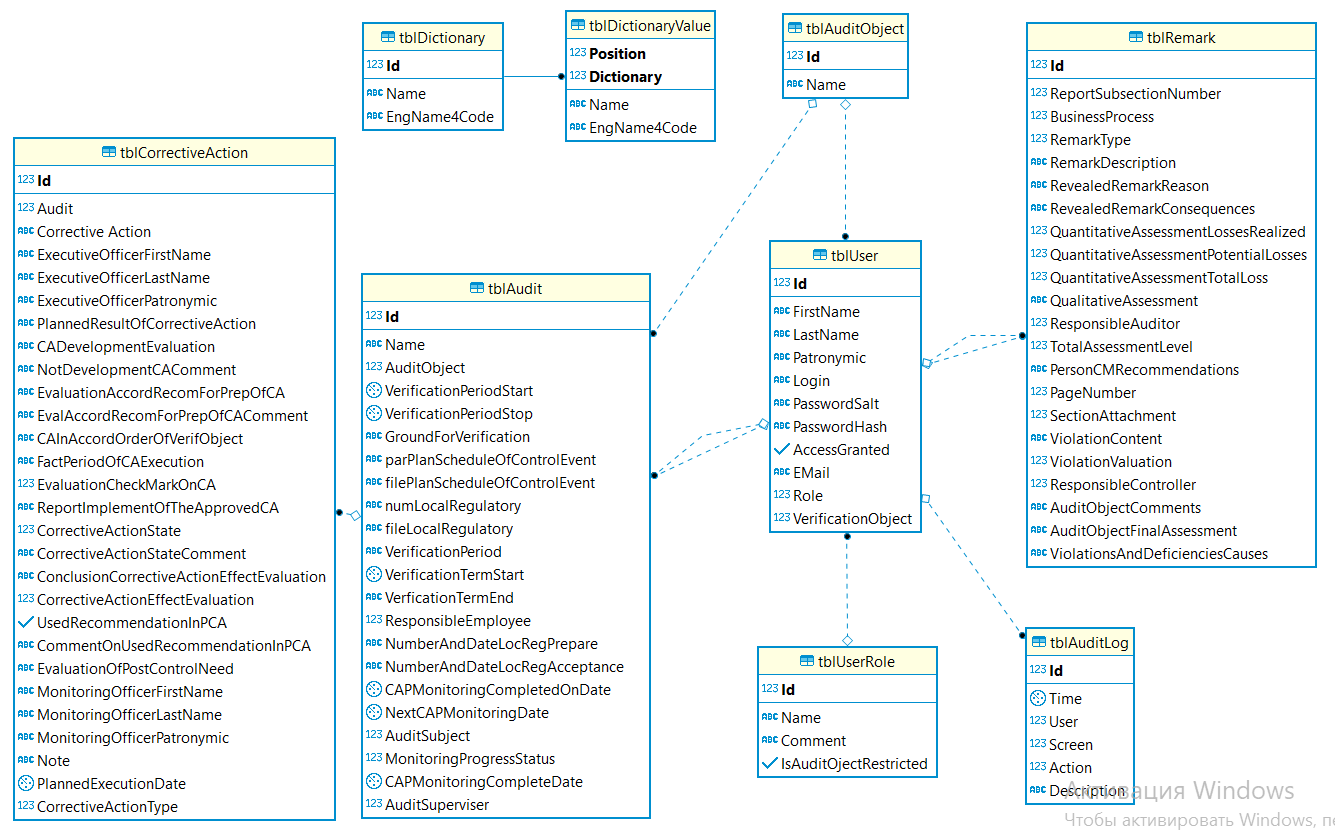 tblDictionary
123 Id
ABC Name
ABC EngName4Code
tblDictionaryValue
123 Position
123 Dictionary
ABC Name
ABC EngName4Code
tblAuditObject
123 Id
ABC Name
tblRemark
123 Id
123 ReportSubsectionNumber
123 BusinessProcess
123 RemarkType
ABC RemarkDescription
ABC RevealedRemarkReason
ABC RevealedRemarkConsequences
123 QuantitativeAssessmentLossesRealized
123 QuantitativeAssessmentPotentialLosses
123 QuantitativeAssessmentTotalLoss
ABC QualitativeAssessment
123 ResponsibleAuditor
123 TotalAssessmentLevel
ABC PersonCMRecommendations
123 PageNumber
123 SectionAttachment
ABC ViolationContent
123 ViolationValuation
123 ResponsibleController
ABC AuditObjectComments
ABC AuditObjectFinalAssessment
ABC ViolationsAndDeficienciesCauses
tblCorrectiveAction
123 Id
123 Audit
ABC Corrective Action
ABC ExecutiveOfficerFirstName
ABC ExecutiveOfficerLastName
ABC ExecutiveOfficerPatronymic
ABC PlannedResultOfCorrectiveAction
123 CADevelopmentEvaluation
ABC NotDevelopmentCAComment
123 EvaluationAccordRecomForPrepOfCA
ABC EvalAccordRecomForPrepOfCAComment
ABC CAInAccordOrderOfVerifObject
ABC FactPeriodOfCAExecution
123 EvaluationCheckMarkOnCA
ABC ReportImplementOfTheApprovedCA
123 CorrectiveActionState
ABC CorrectiveActionStateComment
ABC ConclusionCorrectiveActionEffectEvaluation
123 CorrectiveActionEffectEvaluation
UsedRecommendationInPCA
ABC CommentOnUsedRecommendationInPCA
ABC EvaluationOfPostControlNeed
ABC MonitoringOfficerFirstName
ABC MonitoringOfficerLastName
ABC MonitoringOfficerPatronymic
ABC Note
PlannedExecutionDate
123 CorrectiveActionType
tblAudit
123 Id
ABC Name
123 AuditObject
VerificationPeriodStart
VerificationPeriodStop
ABC GroundForVerification
ABC parPlanScheduleOfControlEvent
ABC filePlanScheduleOfControlEvent
ABC numLocalRegulatory
ABC fileLocalRegulatory
ABC VerificationPeriod
VerificationTermStart
ABC VerficationTermEnd
123 ResponsibleEmployee
ABC NumberAndDateLocRegPrepare
ABC NumberAndDateLocRegAcceptance
CAPMonitoringCompletedOnDate
NextCAPMonitoringDate
123 AuditSubject
123 MonitoringProgressStatus
CAPMonitoringCompleteDate
123 AuditSuperviser
tblUser
123 Id
ABC FirstName
ABC LastName
ABC Patronymic
ABC Login
ABC PasswordSalt
ABC PasswordHash
AccessGranted
ABC EMail
123 Role
123 VerificationObject
tblUserRole
123 Id
ABC Name
ABC Comment
IsAuditOjectRestricted
tblAuditLog
123 Id
Time
123 User
123 Screen
123 Action
ABC Description
Активация Windows
Чтобы активировать Windows,